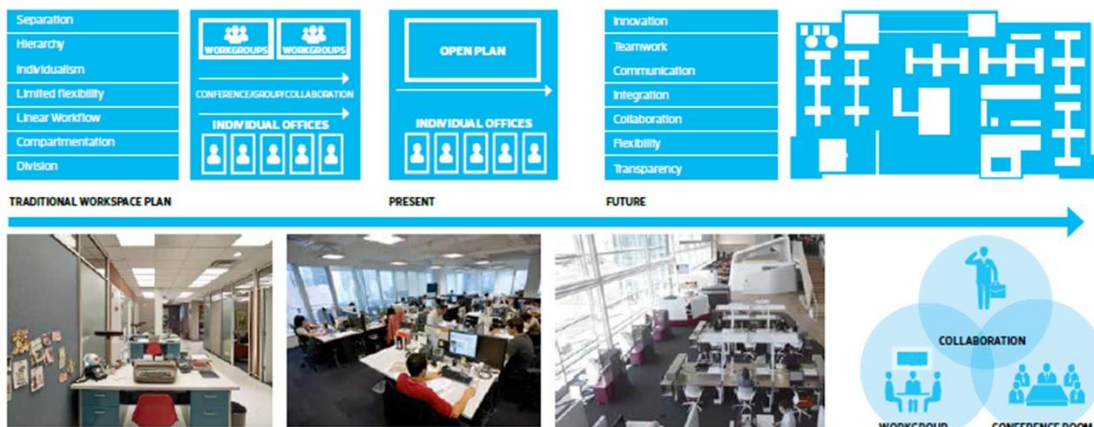 Separation
Hierarchy
Individualism
Limited flexibility
Linear Workflow
Compartmentation
Division
WORKGROUPS
WORKGROUPS
CONFERENCE/GROUP/COLLABORATION
INDIVIDUAL OFFICES
OPEN PLAN
INDIVIDUAL OFFICES
Innovation
Teamwork
Communication
Integration
Collaboration
Flexibility
Transparency
TRADITIONAL WORKSPACE PLAN
PRESENT
FUTURE
COLLABORATION
WORKGROUP
CONFERENCE ROOM